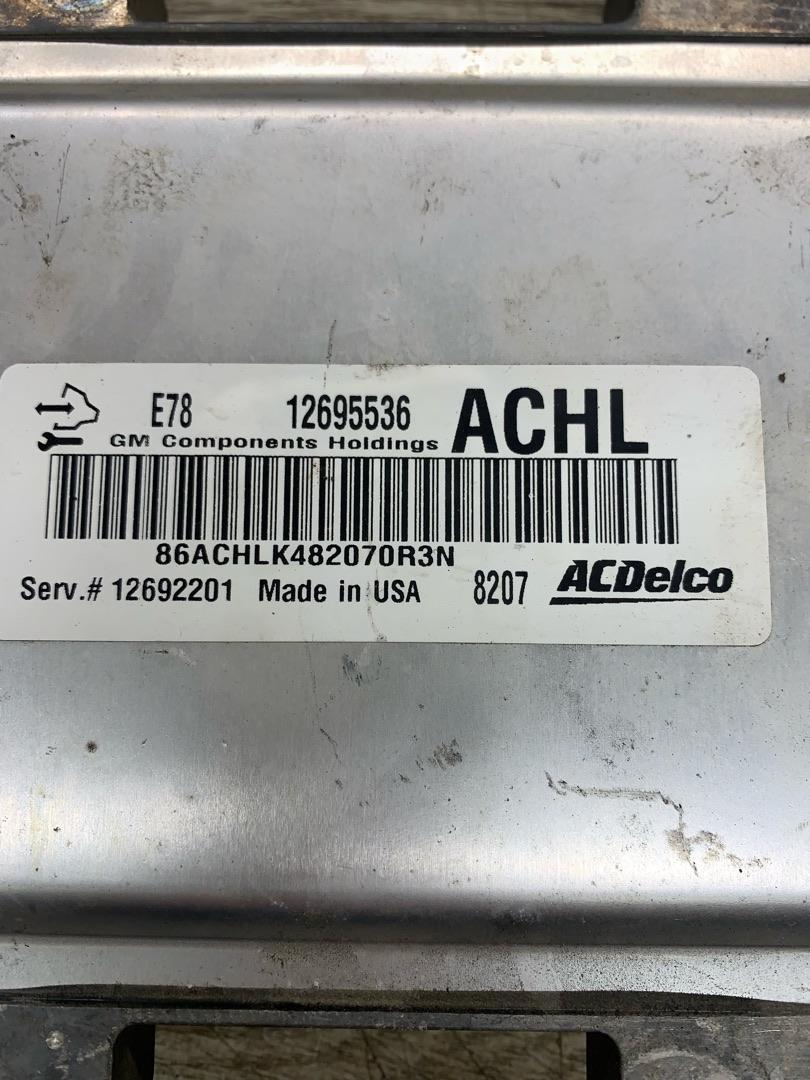 E78 12695536 ACHL
GM Components Holdings
86ACHLK482070R3N
Serv.# 12692201 Made in USA 8207 ACDelco